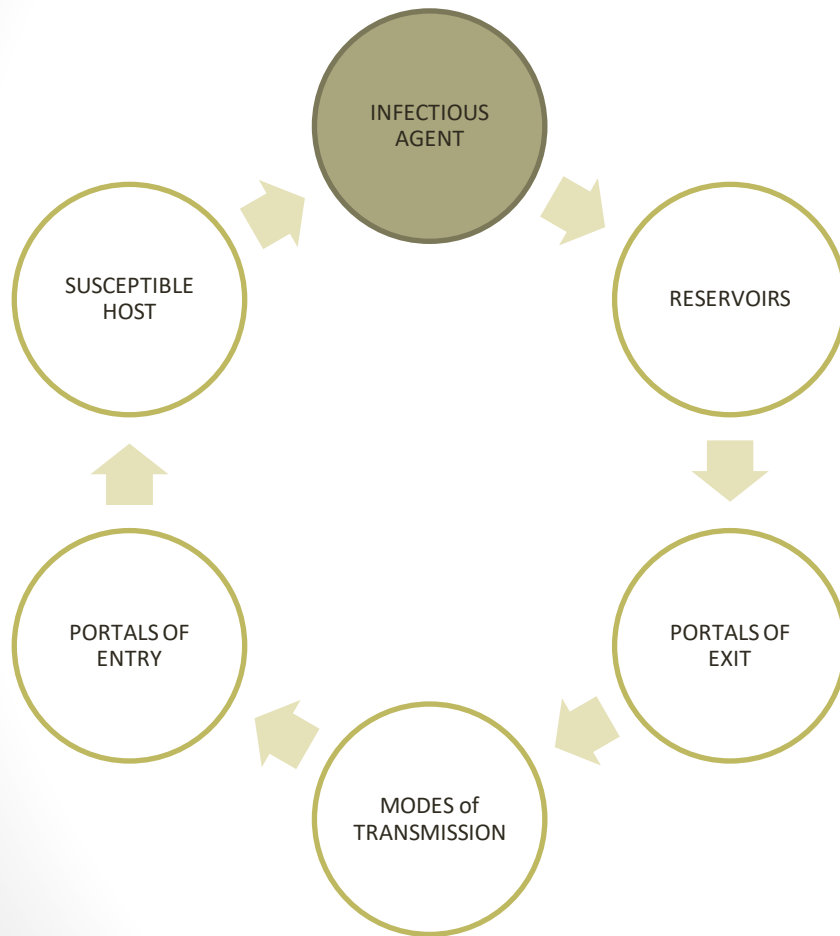 INFECTIOUS
AGENT
RESERVOIRS
PORTALS OF
EXIT
MODES of
TRANSMISSION
PORTALS OF
ENTRY
SUSCEPTIBLE
HOST